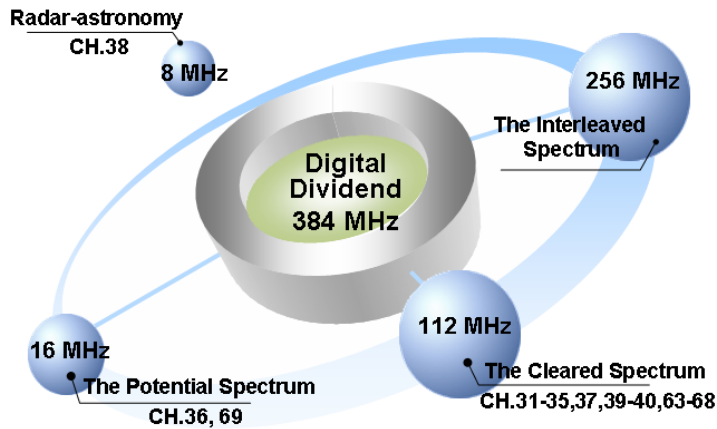 Radar-astronomy
CH.38
8 MHz
256 MHz
The Interleaved
Spectrum
Digital
Dividend
384 MHz
112 MHz
The Cleared Spectrum
CH.31-35,37,39-40,63-68
16 MHz
The Potential Spectrum
CH.36, 69